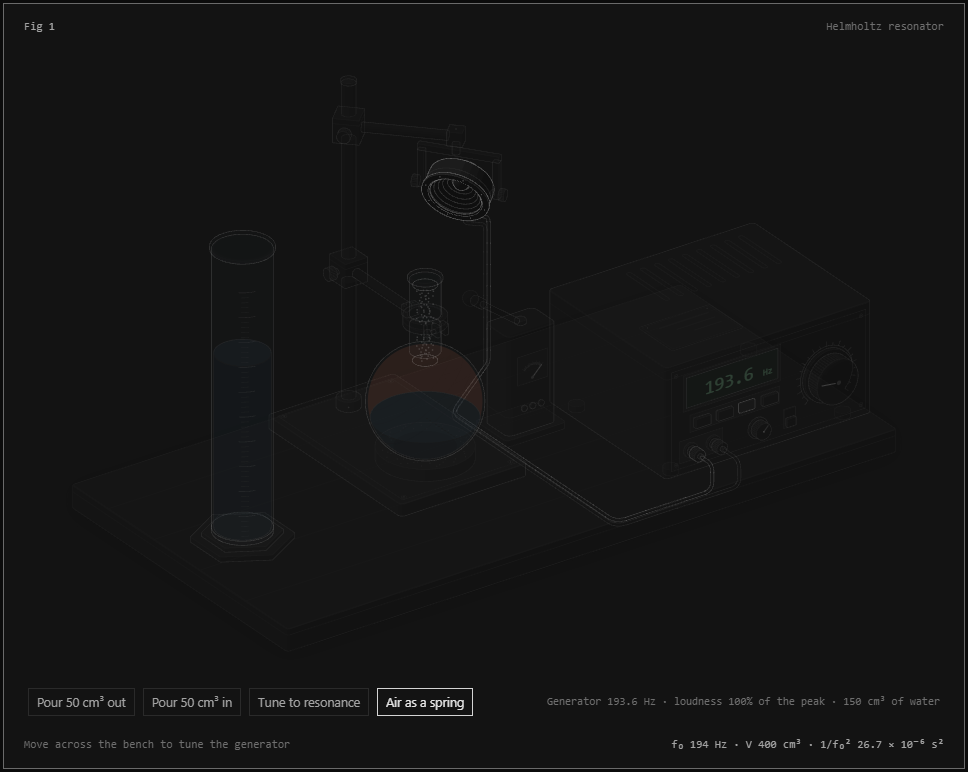 Fig 1
Helmholtz resonator
193.6 Hz
Pour 50 cm³ out
Pour 50 cm³ in
Tune to resonance
Air as a spring
Generator 193.6 Hz · loudness 100% of the peak · 150 cm³ of water
Move across the bench to tune the generator
f₀ 194 Hz · V 400 cm³ · 1/f₀² 26.7 × 10⁻⁶ s²